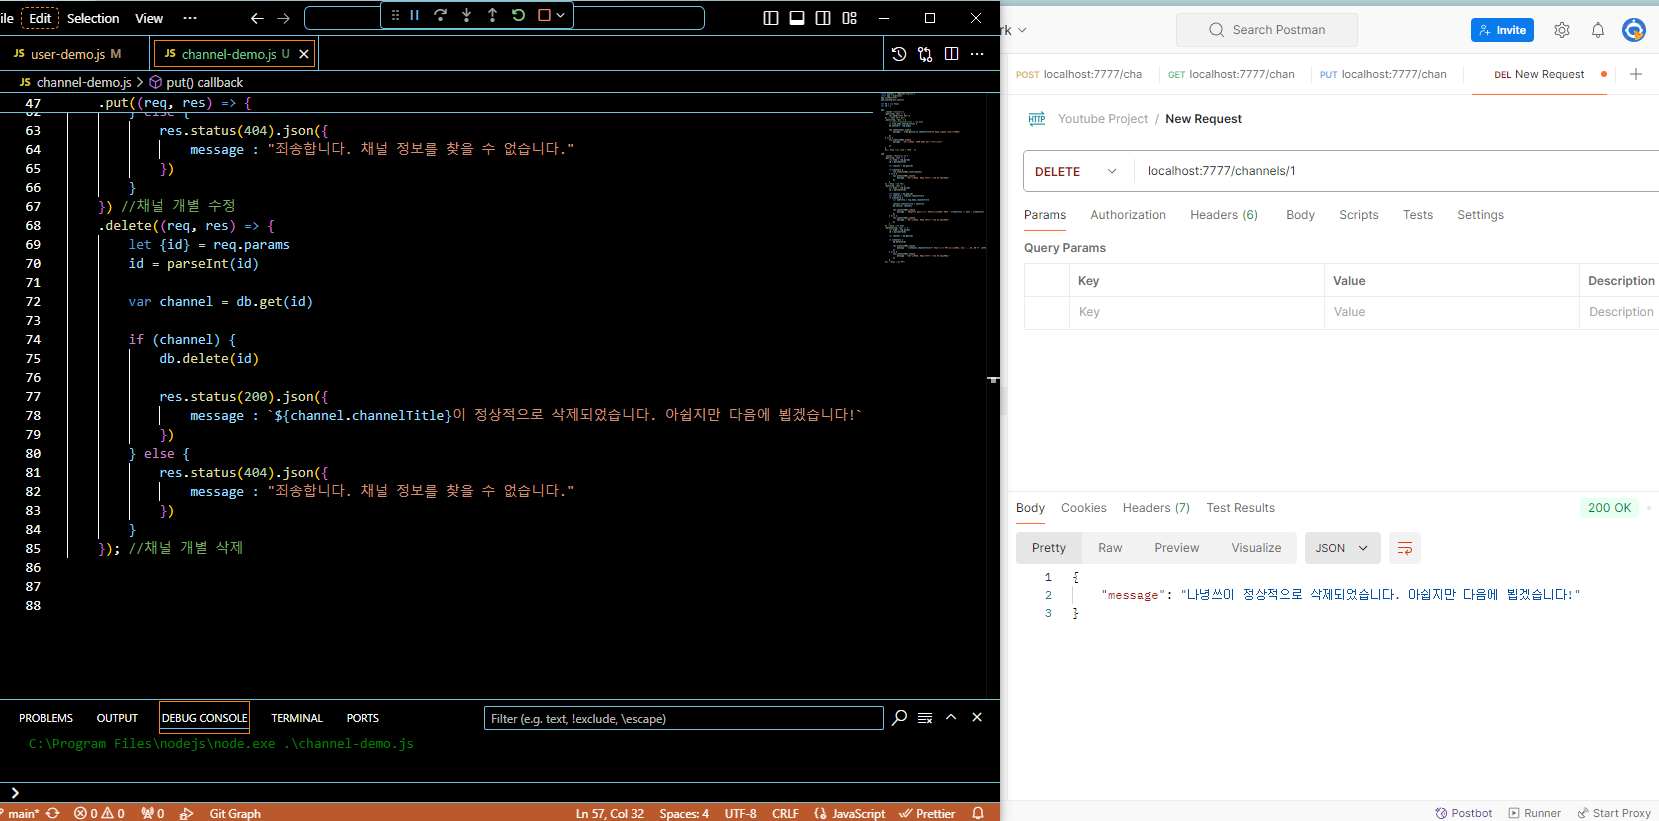 ile Edit Selection View ...
JS user-demo.js M
JS channel-demo.js U
JS channel-demo.js > put() callback
47 .put((req, res) => {
62 } else {
63 res.status(404).json({
64 message : "죄송합니다. 채널 정보를 찾을 수 없습니다."
65 })
66 }
67 }) //채널 개별 수정
68 .delete((req, res) => {
69 let {id} = req.params
70 id = parseInt(id)
71
72 var channel = db.get(id)
73
74 if (channel) {
75 db.delete(id)
76
77 res.status(200).json({
78 message : `${channel.channelTitle}이 정상적으로 삭제되었습니다. 아쉽지만 다음에 뵙겠습니다!`
79 })
80 } else {
81 res.status(404).json({
82 message : "죄송합니다. 채널 정보를 찾을 수 없습니다."
83 })
84 }
85 }); //채널 개별 삭제
86
87
88
PROBLEMS OUTPUT DEBUG CONSOLE TERMINAL PORTS
Filter (e.g. text, !exclude, \escape)
C:\Program Files\nodejs\node.exe .\channel-demo.js
main* 0 0 0 Git Graph Ln 57, Col 32 Spaces: 4 UTF-8 CRLF {} JavaScript Prettier
rk
Search Postman
Invite
POST localhost:7777/cha GET localhost:7777/chan PUT localhost:7777/chan DEL New Request
HTTP Youtube Project / New Request
DELETE localhost:7777/channels/1
Params Authorization Headers (6) Body Scripts Tests Settings
Query Params
Key Value Description
Key Value Description
Body Cookies Headers (7) Test Results 200 OK
Pretty Raw Preview Visualize JSON
1 {
2 "message": "나녕쓰이 정상적으로 삭제되었습니다. 아쉽지만 다음에 뵙겠습니다!"
3 }
Postbot Runner Start Proxy